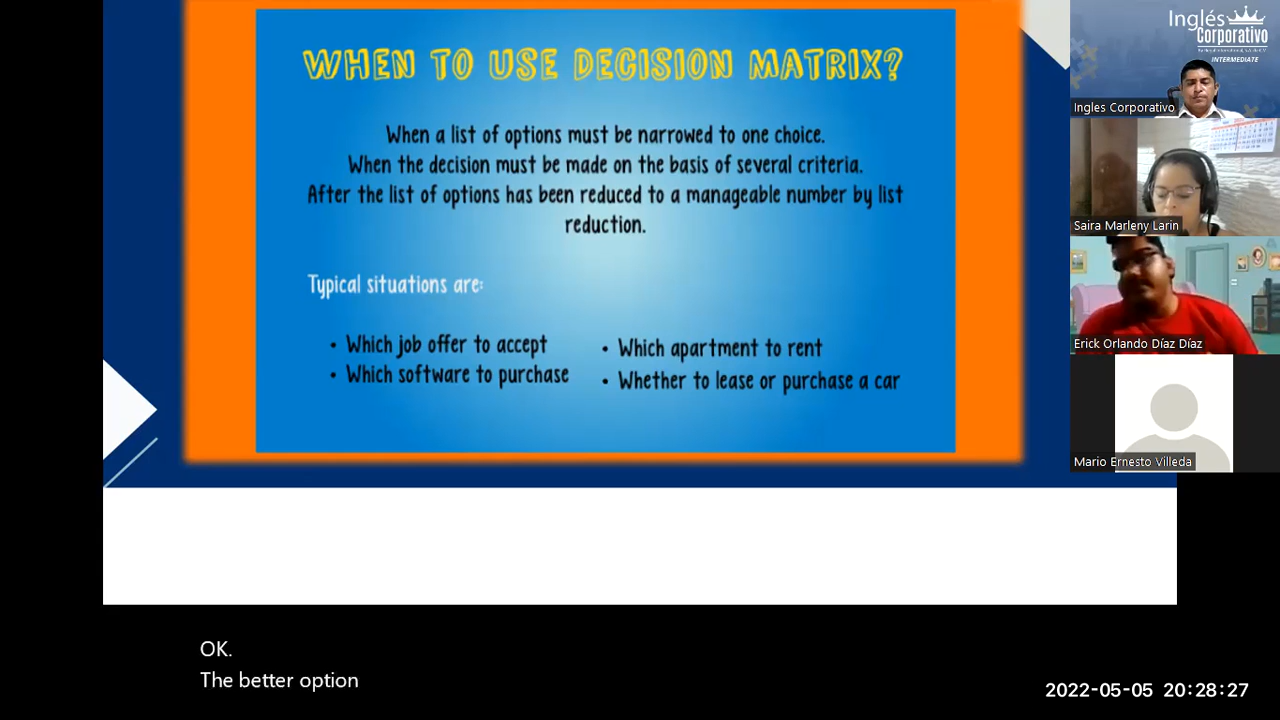 WHEN TO USE DECISION MATRIX?
When a list of options must be narrowed to one choice.
When the decision must be made on the basis of several criteria.
After the list of options has been reduced to a manageable number by list
reduction.
Typical situations are:
• Which job offer to accept
• Which software to purchase
• Which apartment to rent
• Whether to lease or purchase a car
Inglés
Corporativo
INTERMEDIATE
Ingles Corporativo
Saira Marleny Larin
Erick Orlando Díaz Díaz
Mario Ernesto Villeda
OK.
The better option
2022-05-05 20:28:27